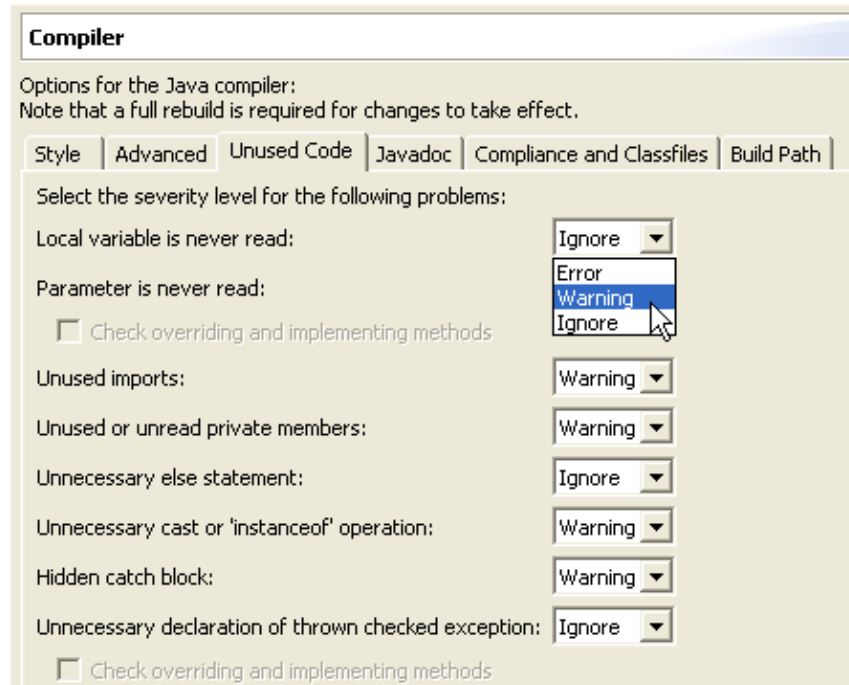 Compiler
Options for the Java compiler:
Note that a full rebuild is required for changes to take effect.
Style Advanced Unused Code Javadoc Compliance and Classfiles Build Path
Select the severity level for the following problems:
Local variable is never read: Ignore
Error
Parameter is never read: Warning
Ignore
Check overriding and implementing methods
Unused imports: Warning
Unused or unread private members: Warning
Unnecessary else statement: Ignore
Unnecessary cast or 'instanceof' operation: Warning
Hidden catch block: Warning
Unnecessary declaration of thrown checked exception: Ignore
Check overriding and implementing methods